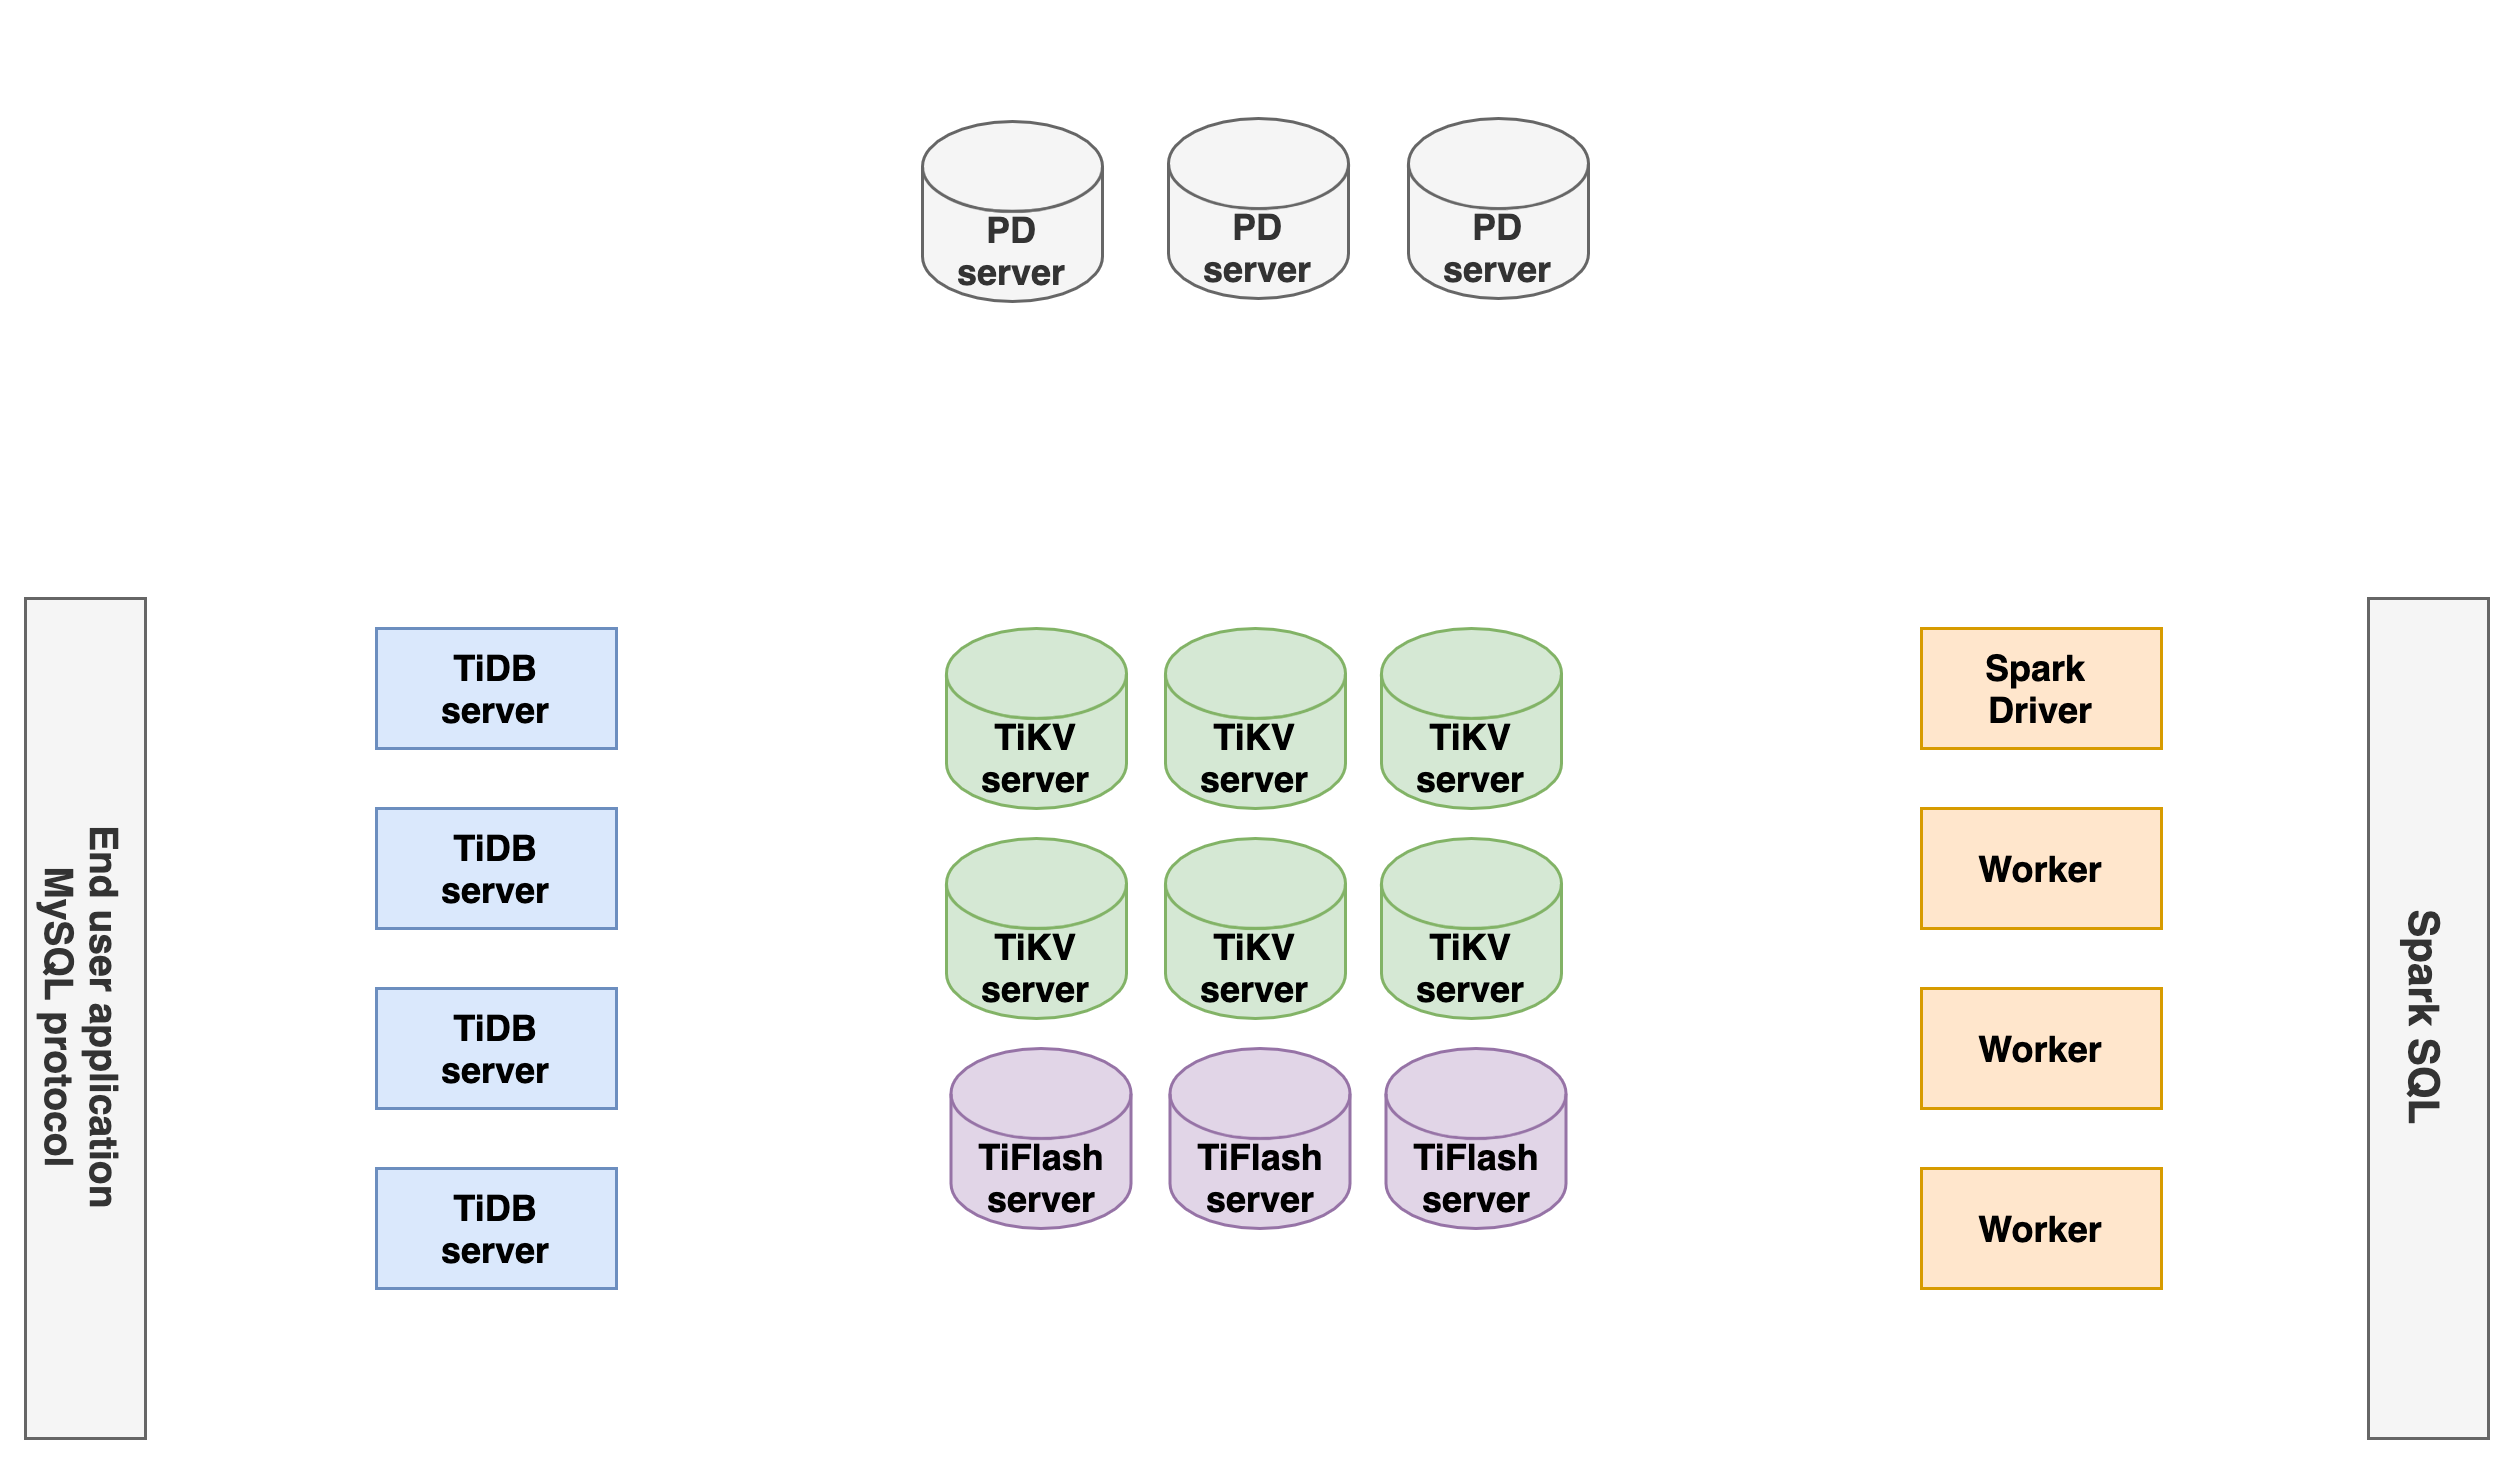 PD
server
PD
server
PD
server
End user application
MySQL protocol
TiDB
server
TiDB
server
TiDB
server
TiDB
server
TiKV
server
TiKV
server
TiKV
server
TiKV
server
TiKV
server
TiKV
server
TiFlash
server
TiFlash
server
TiFlash
server
Spark
Driver
Worker
Worker
Worker
Spark SQL